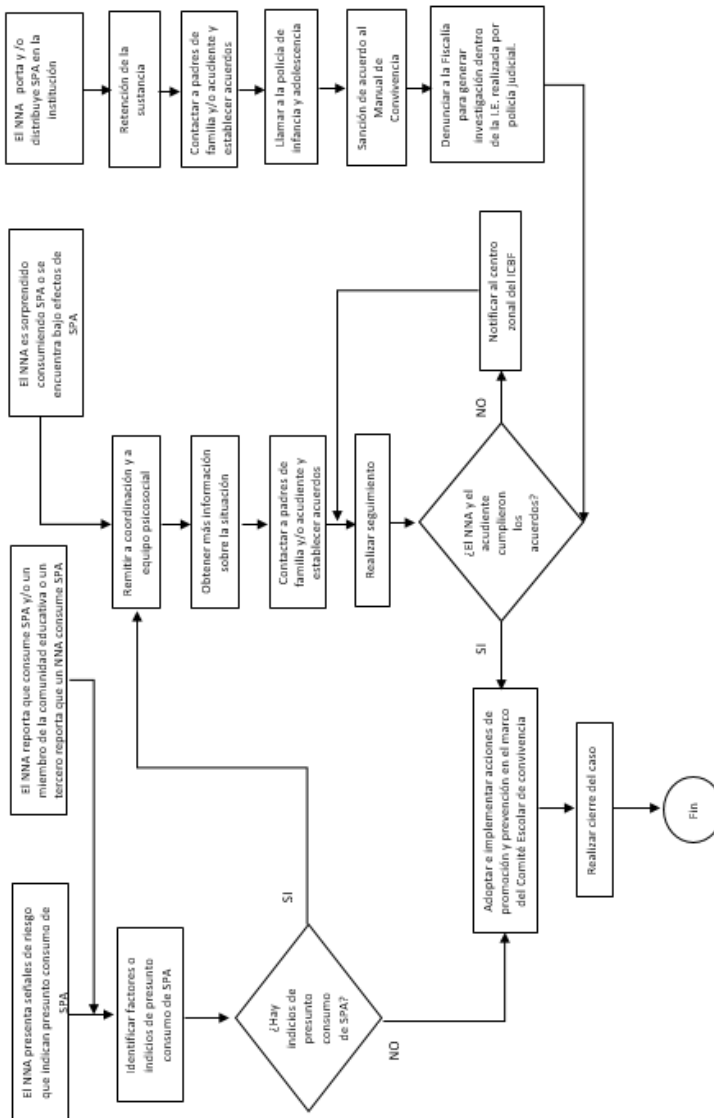 El NNA presenta señales de riesgo
que indican presunto consumo de
SPA
El NNA reporta que consume SPA y/o un
miembro de la comunidad educativa o un
tercero reporta que un NNA consume SPA
El NNA es sorprendido
consumiendo SPA o se
encuentra bajo efectos de
SPA
El NNA porta y /o
distribuye SPA en la
institución
Identificar factores o
indicios de presunto
consumo de SPA
¿Hay
indicios de
presunto
consumo
de SPA?
SI
NO
Remitir a coordinación y a
equipo psicosocial
Obtener más información
sobre la situación
Contactar a padres de
familia y/o acudiente y
establecer acuerdos
Realizar seguimiento
¿El NNA y el
acudiente
cumplieron
los
acuerdos?
SI
NO
Notificar al centro
zonal del ICBF
Retención de la
sustancia
Contactar a padres de
familia y/o acudiente y
establecer acuerdos
Llamar a la policía de
infancia y adolescencia
Sanción de acuerdo al
Manual de
Convivencia
Denunciar a la Fiscalía
para generar
investigación dentro
de la I.E. realizada por
policía judicial.
Adoptar e implementar acciones de
promoción y prevención en el marco
del Comité Escolar de convivencia
Realizar cierre del caso
Fin